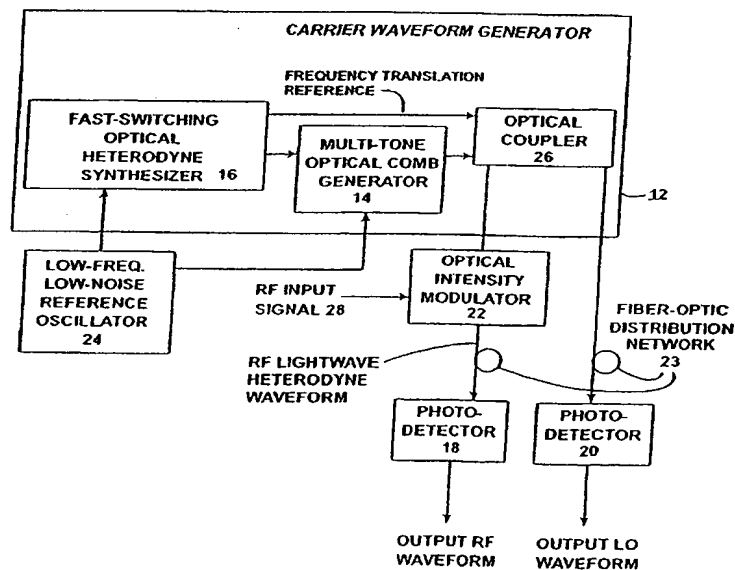 CARRIER WAVEFORM GENERATOR
FREQUENCY TRANSLATION
REFERENCE
FAST-SWITCHING
OPTICAL
HETERODYNE
SYNTHESIZER 16
MULTI-TONE
OPTICAL COMB
GENERATOR
14
OPTICAL
COUPLER
26
12
LOW-FREQ.
LOW-NOISE
REFERENCE
OSCILLATOR
24
RF INPUT
SIGNAL 28
OPTICAL
INTENSITY
MODULATOR
22
FIBER-OPTIC
DISTRIBUTION
NETWORK
23
RF LIGHTWAVE
HETERODYNE
WAVEFORM
PHOTO-
DETECTOR
18
PHOTO-
DETECTOR
20
OUTPUT RF
WAVEFORM
OUTPUT LO
WAVEFORM